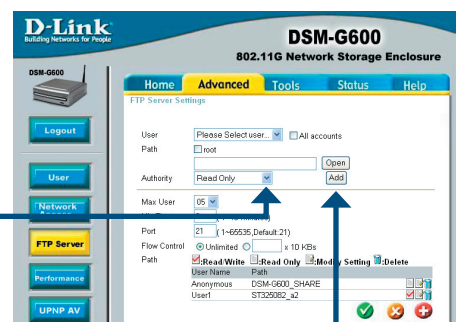 D-Link
Building Networks for People
DSM-G600
802.11G Network Storage Enclosure
DSM-G600
Home Advanced Tools Status Help
FTP Server Settings
Logout
User Please Select user... All accounts
Path root
Open
User
Authority Read Only Add
Network
Max User 05
Port 21 (1~65535,Default:21)
FTP Server
Flow Control Unlimited x 10 KBs
Path :Read/Write :Read Only :Modify Setting :Delete
User Name Path
Performance
Anonymous DSM-G600_SHARE
User1 ST325082_a2
UPNP AV